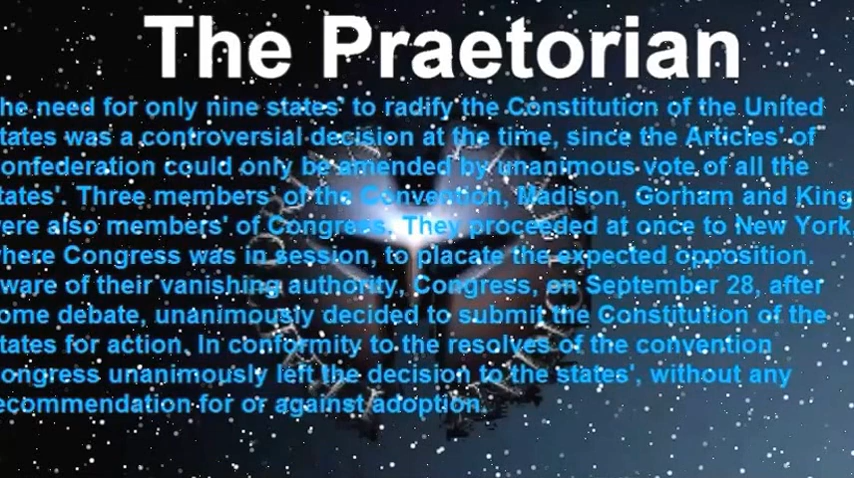 The Praetorian
he need for only nine states' to radify the Constitution of the United
tates was a controversial decision at the time, since the Articles' of
onfederation could only be amended by unanimous vote of all the
tates'. Three members' of the Convention, Madison, Gorham and King
ere also members' of Congress. They proceeded at once to New York,
here Congress was in session, to placate the expected opposition.
ware of their vanishing authority, Congress, on September 28, after
ome debate, unanimously decided to submit the Constitution of the
tates for action. In conformity to the resolves of the convention
ongress unanimously left the decision to the states', without any
ecommendation for or against adoption.